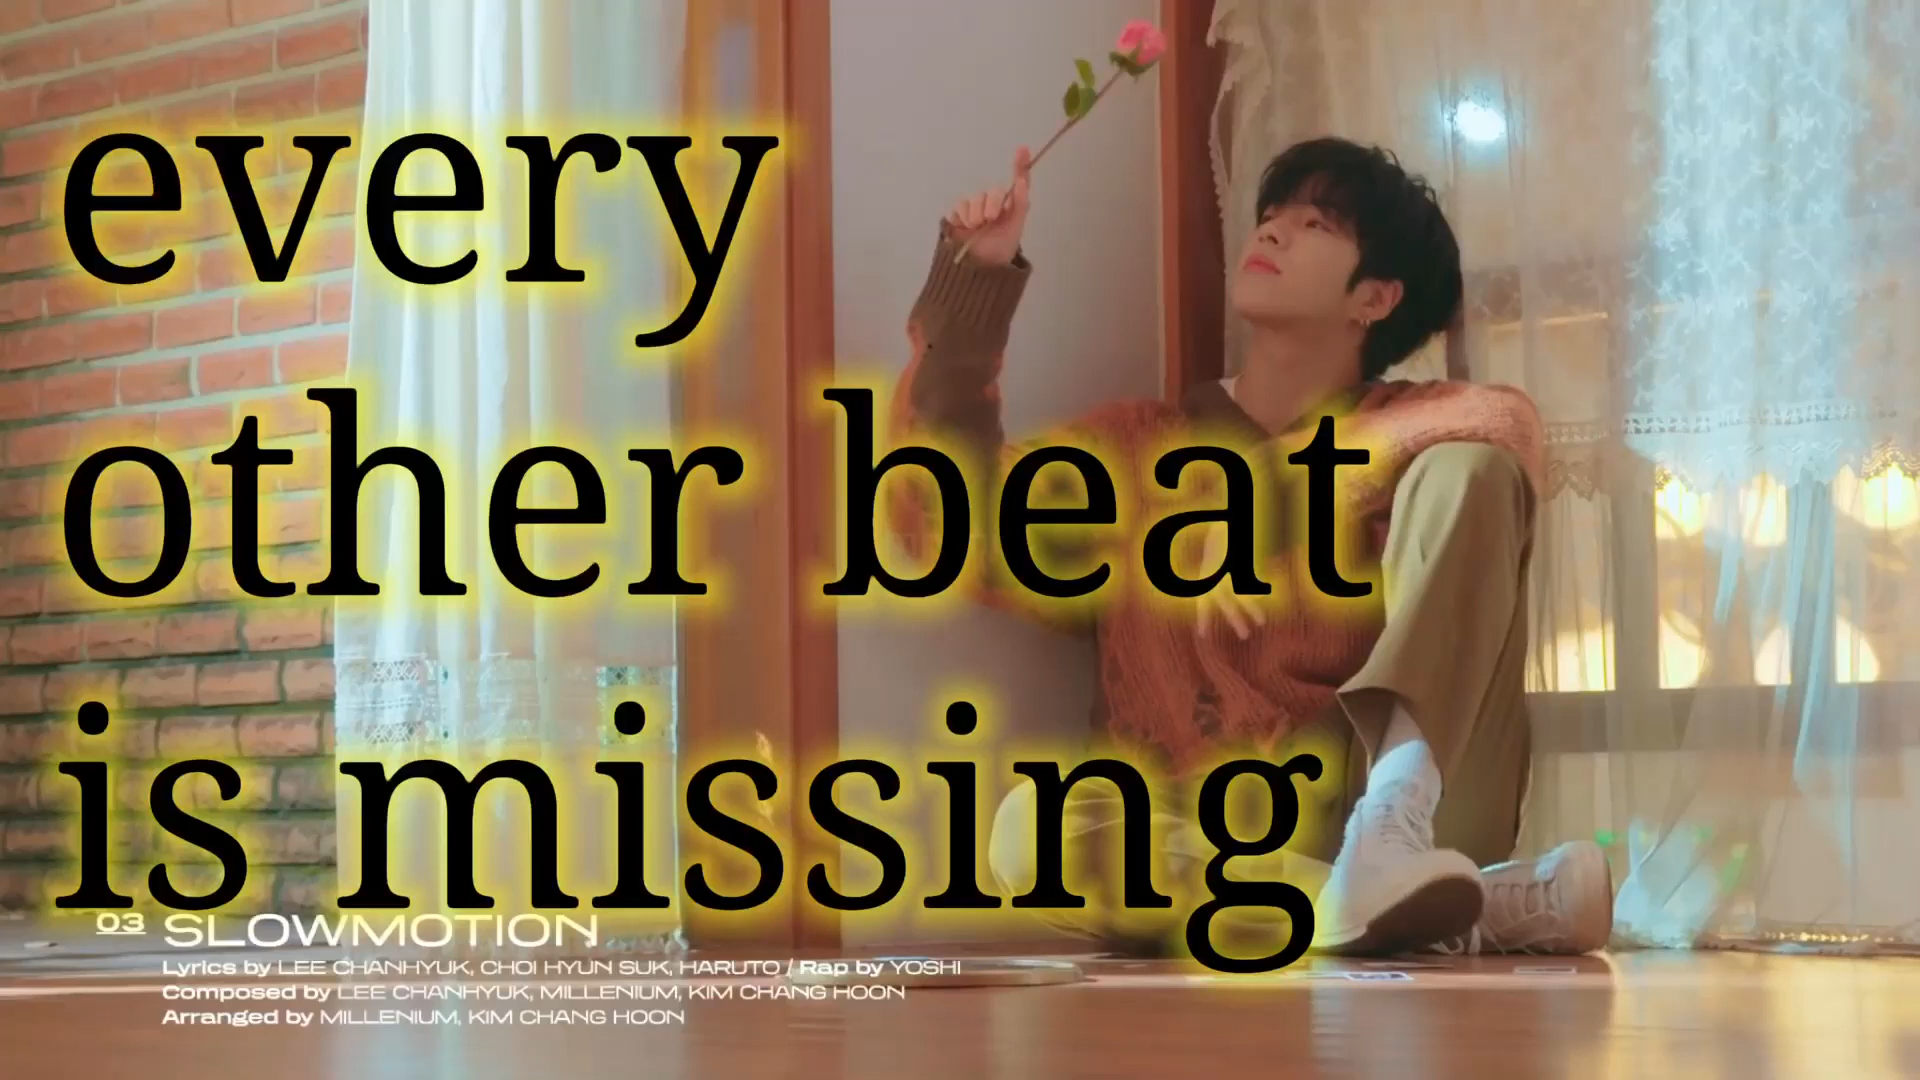 every
other beat
is missing
03 SLOWMOTION
Lyrics by LEE CHANHYUK, CHOI HYUN SUK, HARUTO / Rap by YOSHI
Composed by LEE CHANHYUK, MILLENIUM, KIM CHANG HOON
Arranged by MILLENIUM, KIM CHANG HOON